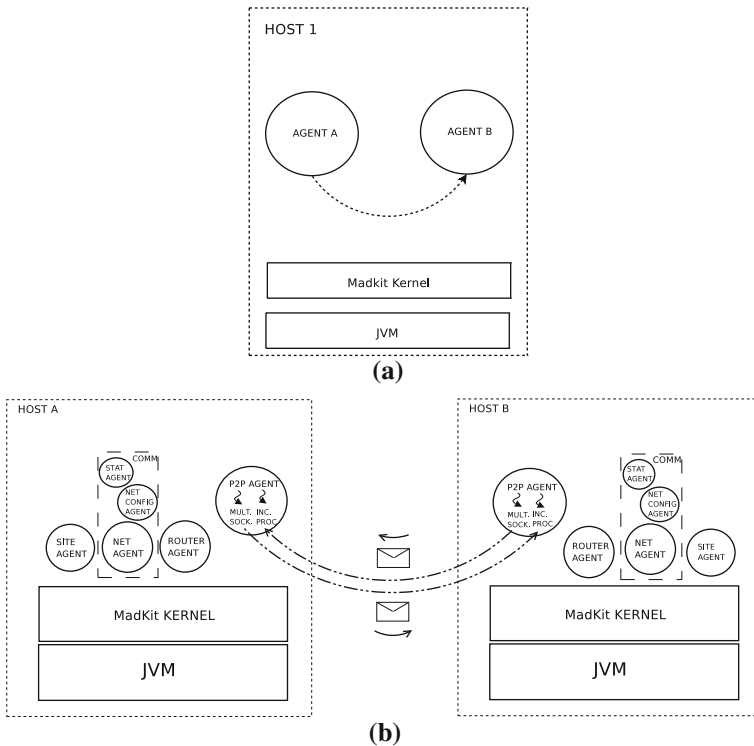 HOST 1
AGENT A
AGENT B
Madkit Kernel
JVM
(a)
HOST A
STAT
AGENT
COMM
NET
CONFIG
AGENT
SİTE
AGENT
NET
AGENT
ROUTER
AGENT
P2P AGENT
MULT. INC.
SOCK. PROC
MadKit KERNEL
JVM
HOST B
P2P AGENT
MULT. INC.
SOCK. PROC
COMM
STAT
AGENT
NET
CONFIG
AGENT
ROUTER
AGENT
NET
AGENT
SITE
AGENT
MadKit KERNEL
JVM
(b)